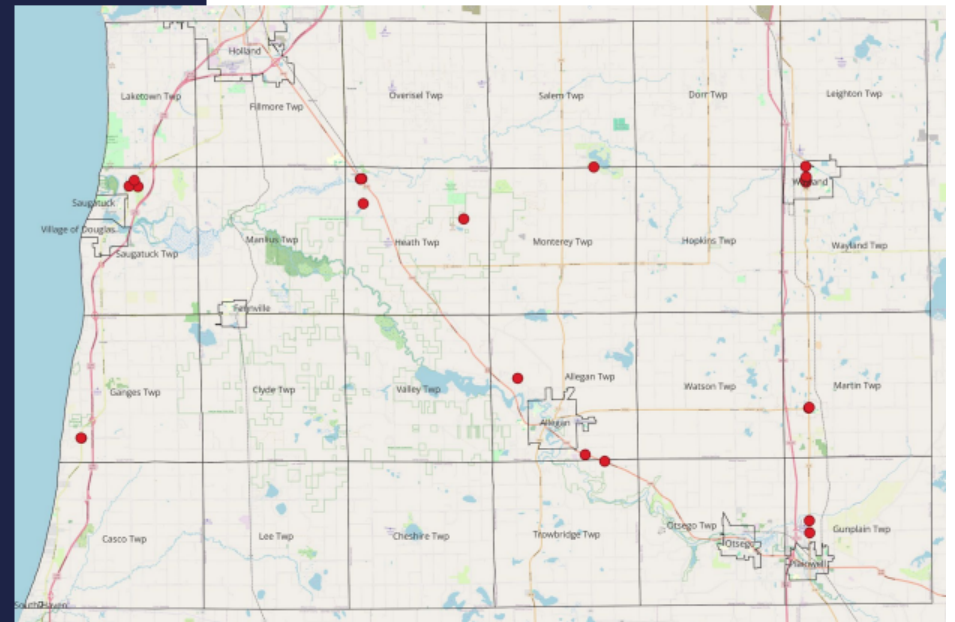 Holland
Laketown Twp
Fillmore Twp
Overisel Twp
Salem Twp
Dorr Twp
Leighton Twp
Saugatuck
Village of Douglas
Saugatuck Twp
Manlius Twp
Heath Twp
Monterey Twp
Hopkins Twp
Wayland
Wayland Twp
Fennville
Ganges Twp
Clyde Twp
Valley Twp
Allegan Twp
Allegan
Watson Twp
Martin Twp
Casco Twp
Lee Twp
Cheshire Twp
Trowbridge Twp
Otsego Twp
Otsego
Gunplain Twp
Plainwell
South Haven